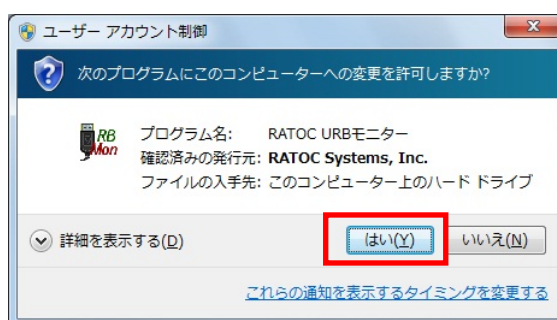 ユーザー アカウント制御
次のプログラムにこのコンピューターへの変更を許可しますか?
RB
Mon
プログラム名: RATOC URBモニター
確認済みの発行元: RATOC Systems, Inc.
ファイルの入手先: このコンピューター上のハード ドライブ
詳細を表示する(D)
はい(Y) いいえ(N)
これらの通知を表示するタイミングを変更する